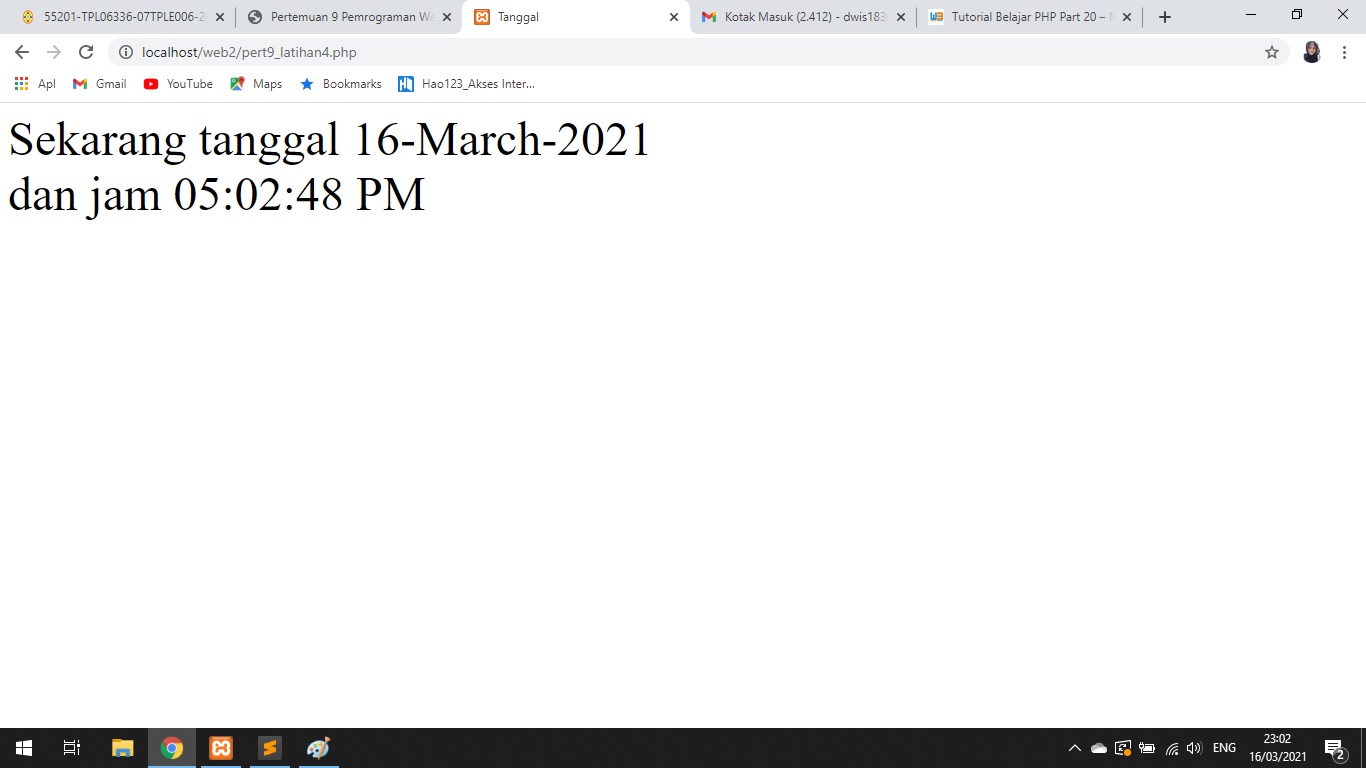 55201-TPL06336-07TPLE006-2
Pertemuan 9 Pemrograman We
Tanggal
Kotak Masuk (2.412) - dwis183
Tutorial Belajar PHP Part 20 –
localhost/web2/pert9_latihan4.php
Apl
Gmail
YouTube
Maps
Bookmarks
Hao123_Akses Inter...
Sekarang tanggal 16-March-2021
dan jam 05:02:48 PM
ENG
23:02
16/03/2021
2